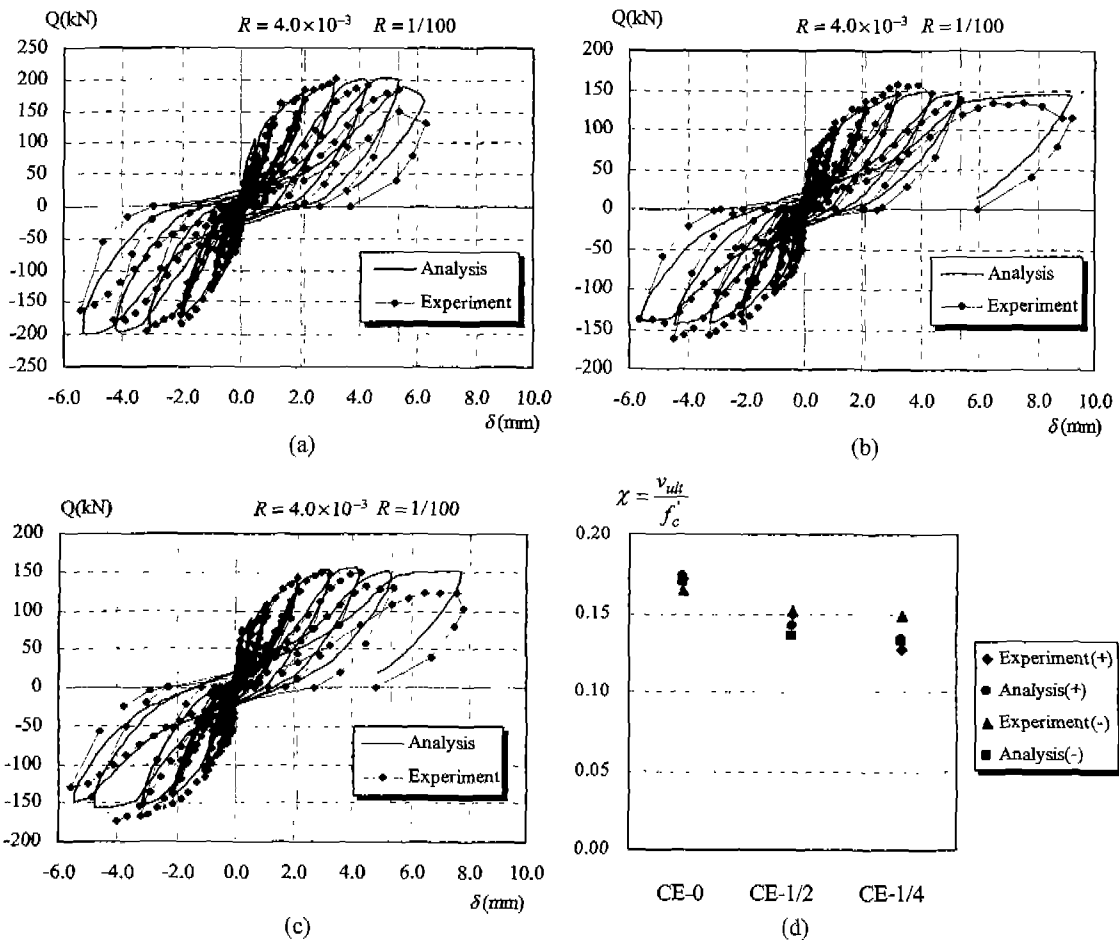 Q(kN)
R = 4.0×10⁻³ R = 1/100
250
200
150
100
50
0
-50
-100
-150
-200
-250
Analysis
Experiment
-6.0 -4.0 -2.0 0.0 2.0 4.0 6.0 8.0 10.0
δ(mm)
(a)
Q(kN)
R = 4.0×10⁻³ R = 1/100
200
150
100
50
0
-50
-100
-150
-200
Analysis
Experiment
-6.0 -4.0 -2.0 0.0 2.0 4.0 6.0 8.0 10.0
δ(mm)
(b)
Q(kN)
R = 4.0×10⁻³ R = 1/100
200
150
100
50
0
-50
-100
-150
-200
Analysis
Experiment
-6.0 -4.0 -2.0 0.0 2.0 4.0 6.0 8.0 10.0
δ(mm)
(c)
χ = v_ult / f_c'
0.20
0.15
0.10
0.05
0.00
CE-0 CE-1/2 CE-1/4
Experiment(+)
Analysis(+)
Experiment(-)
Analysis(-)
(d)